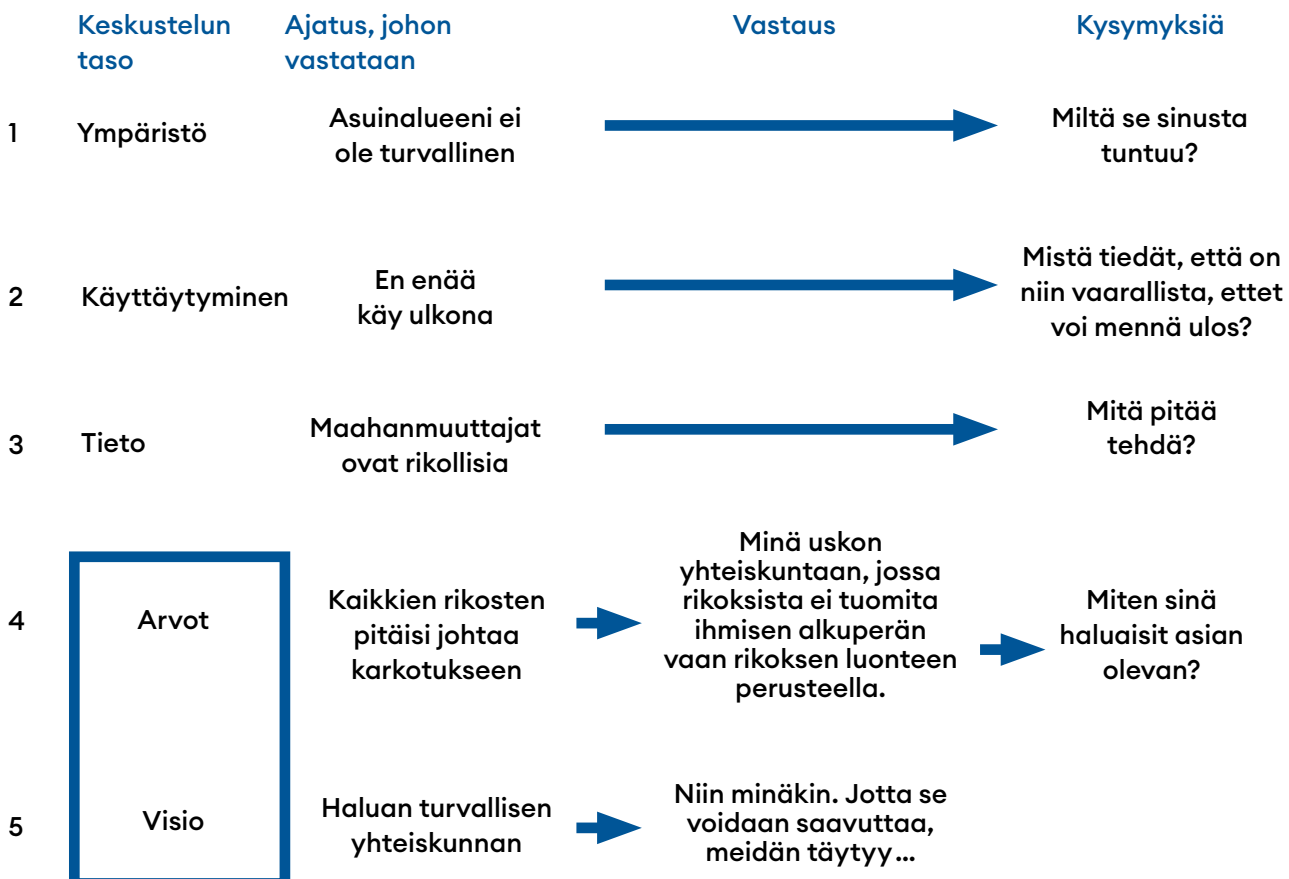 Keskustelun
taso
Ajatus, johon
vastataan
Vastaus
Kysymyksiä
1
Ympäristö
Asuinalueeni ei
ole turvallinen
Miltä se sinusta
tuntuu?
2
Käyttäytyminen
En enää
käy ulkona
Mistä tiedät, että on
niin vaarallista, ettet
voi mennä ulos?
3
Tieto
Maahanmuuttajat
ovat rikollisia
Mitä pitää
tehdä?
4
Arvot
Kaikkien rikosten
pitäisi johtaa
karkotukseen
Minä uskon
yhteiskuntaan, jossa
rikoksista ei tuomita
ihmisen alkuperän
vaan rikoksen luonteen
perusteella.
Miten sinä
haluaisit asian
olevan?
5
Visio
Haluan turvallisen
yhteiskunnan
Niin minäkin. Jotta se
voidaan saavuttaa,
meidän täytyy…